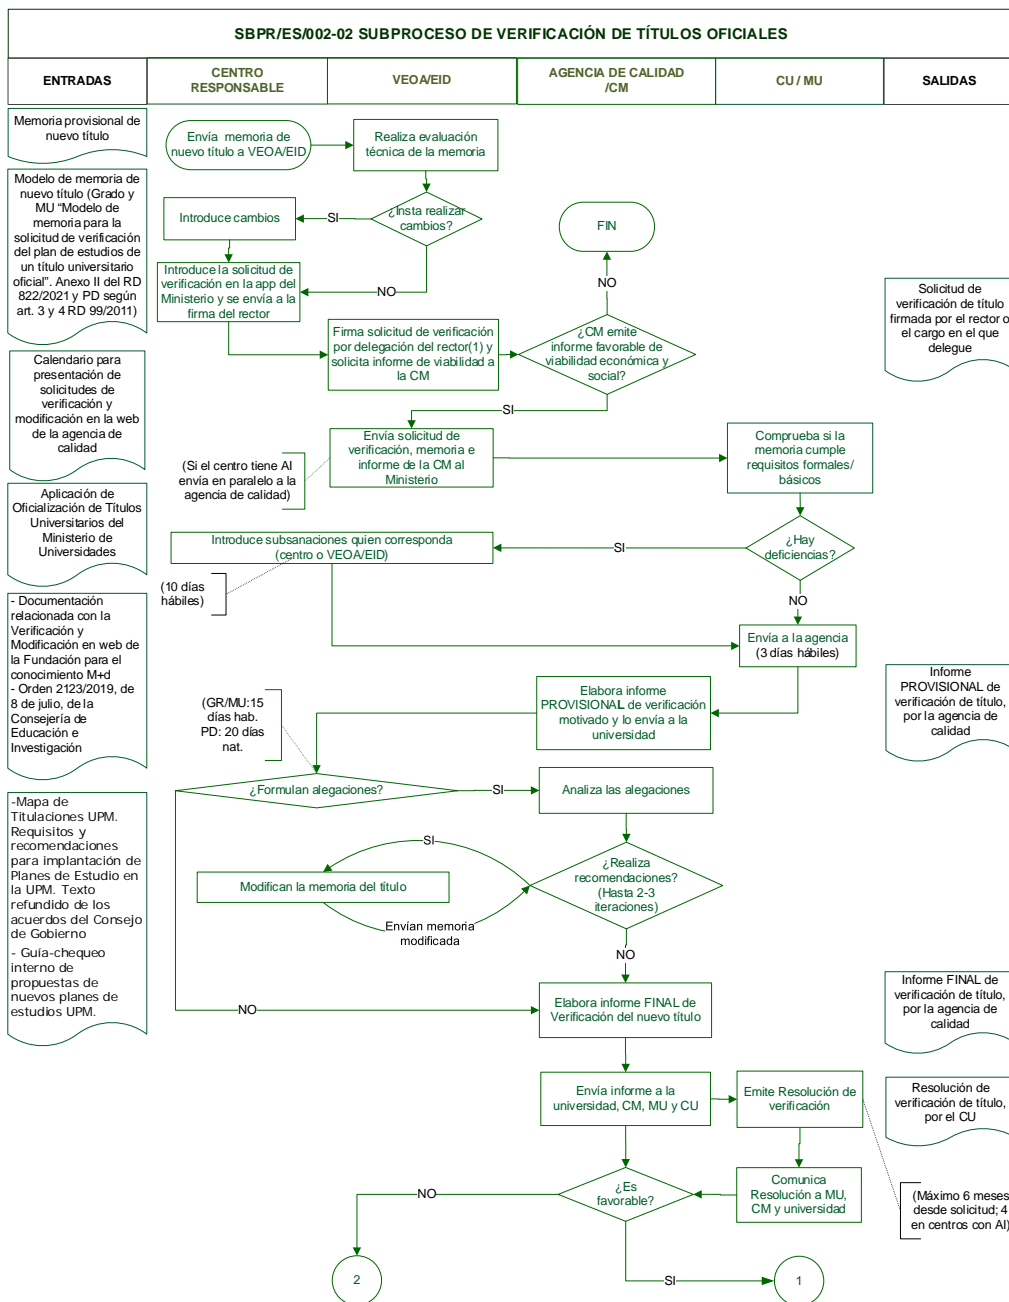 SBPR/ES/002-02 SUBPROCESO DE VERIFICACIÓN DE TÍTULOS OFICIALES
ENTRADAS
CENTRO
RESPONSABLE
VEOA/EID
AGENCIA DE CALIDAD
/CM
CU / MU
SALIDAS
Memoria provisional de
nuevo título
Envía memoria de
nuevo título a VEOA/EID
Realiza evaluación
técnica de la memoria
Modelo de memoria de
nuevo título (Grado y
MU “Modelo de
memoria para la
solicitud de verificación
del plan de estudios de
un título universitario
oficial”. Anexo II del RD
822/2021 y PD según
art. 3 y 4 RD 99/2011)
Introduce cambios
SI
¿Insta realizar
cambios?
FIN
Introduce la solicitud de
verificación en la app del
Ministerio y se envía a la
firma del rector
NO
NO
Solicitud de
verificación de título
firmada por el rector o
el cargo en el que
delegue
Firma solicitud de verificación
por delegación del rector(1) y
solicita informe de viabilidad a
la CM
¿CM emite
informe favorable de
viabilidad económica y
social?
Calendario para
presentación de
solicitudes de
verificación y
modificación en la web
de la agencia de
calidad
SI
(Si el centro tiene AI
envía en paralelo a la
agencia de calidad)
Envía solicitud de
verificación, memoria e
informe de la CM al
Ministerio
Comprueba si la
memoria cumple
requisitos formales/
básicos
Aplicación de
Oficialización de Títulos
Universitarios del
Ministerio de
Universidades
Introduce subsanaciones quien corresponda
(centro o VEOA/EID)
SI
¿Hay
deficiencias?
(10 días
hábiles)
NO
- Documentación
relacionada con la
Verificación y
Modificación en web de
la Fundación para el
conocimiento M+d
- Orden 2123/2019, de
8 de julio, de la
Consejería de
Educación e
Investigación
Envía a la agencia
(3 días hábiles)
(GR/MU:15
días hab.
PD: 20 días
nat.
Elabora informe
PROVISIONAL de verificación
motivado y lo envía a la
universidad
Informe
PROVISIONAL de
verificación de título,
por la agencia de
calidad
¿Formulan alegaciones?
SI
Analiza las alegaciones
-Mapa de
Titulaciones UPM.
Requisitos y
recomendaciones
para implantación de
Planes de Estudio en
la UPM. Texto
refundido de los
acuerdos del Consejo
de Gobierno
- Guía-chequeo
interno de
propuestas de
nuevos planes de
estudios UPM.
SI
Modifican la memoria del título
¿Realiza
recomendaciones?
(Hasta 2-3
iteraciones)
Envían memoria
modificada
NO
NO
Elabora informe FINAL de
Verificación del nuevo título
Informe FINAL de
verificación de título,
por la agencia de
calidad
Envía informe a la
universidad, CM, MU y CU
Emite Resolución de
verificación
Resolución de
verificación de título,
por el CU
NO
¿Es
favorable?
Comunica
Resolución a MU,
CM y universidad
(Máximo 6 meses
desde solicitud; 4
en centros con AI)
2
SI
1